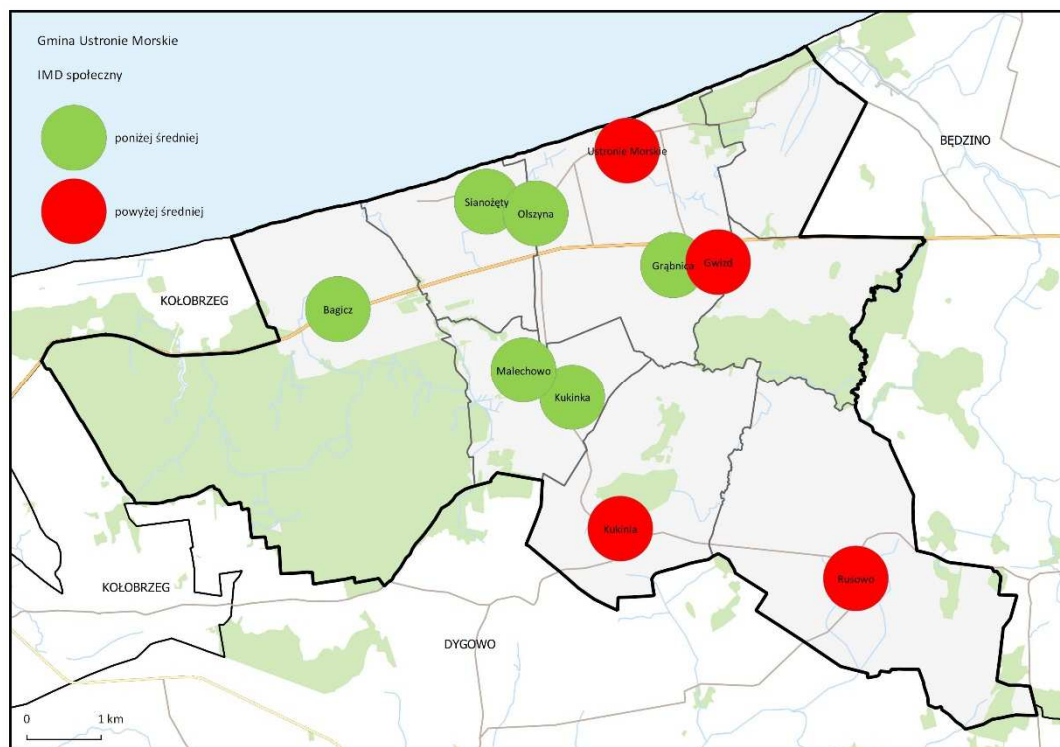 Gmina Ustronie Morskie
IMD społeczny
poniżej średniej
powyżej średniej
BĘDZINO
Ustronie Morskie
Sianożęty
Olszyna
Grąbnica
Gwizd
KOŁOBRZEG
Bagicz
Malechowo
Kukinka
Kukinia
Rusowo
KOŁOBRZEG
DYGOWO
0 1 km